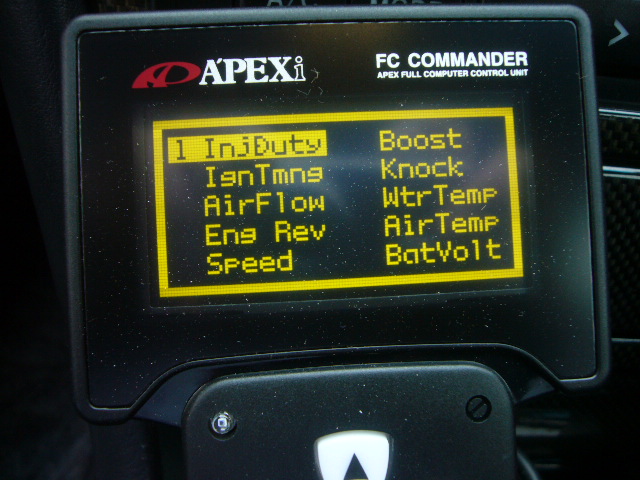 A'PEXi
FC COMMANDER
APEX FULL COMPUTER CONTROL UNIT
1 InjDuty Boost
IgnTmng Knock
AirFlow WtrTemp
Eng Rev AirTemp
Speed BatVolt